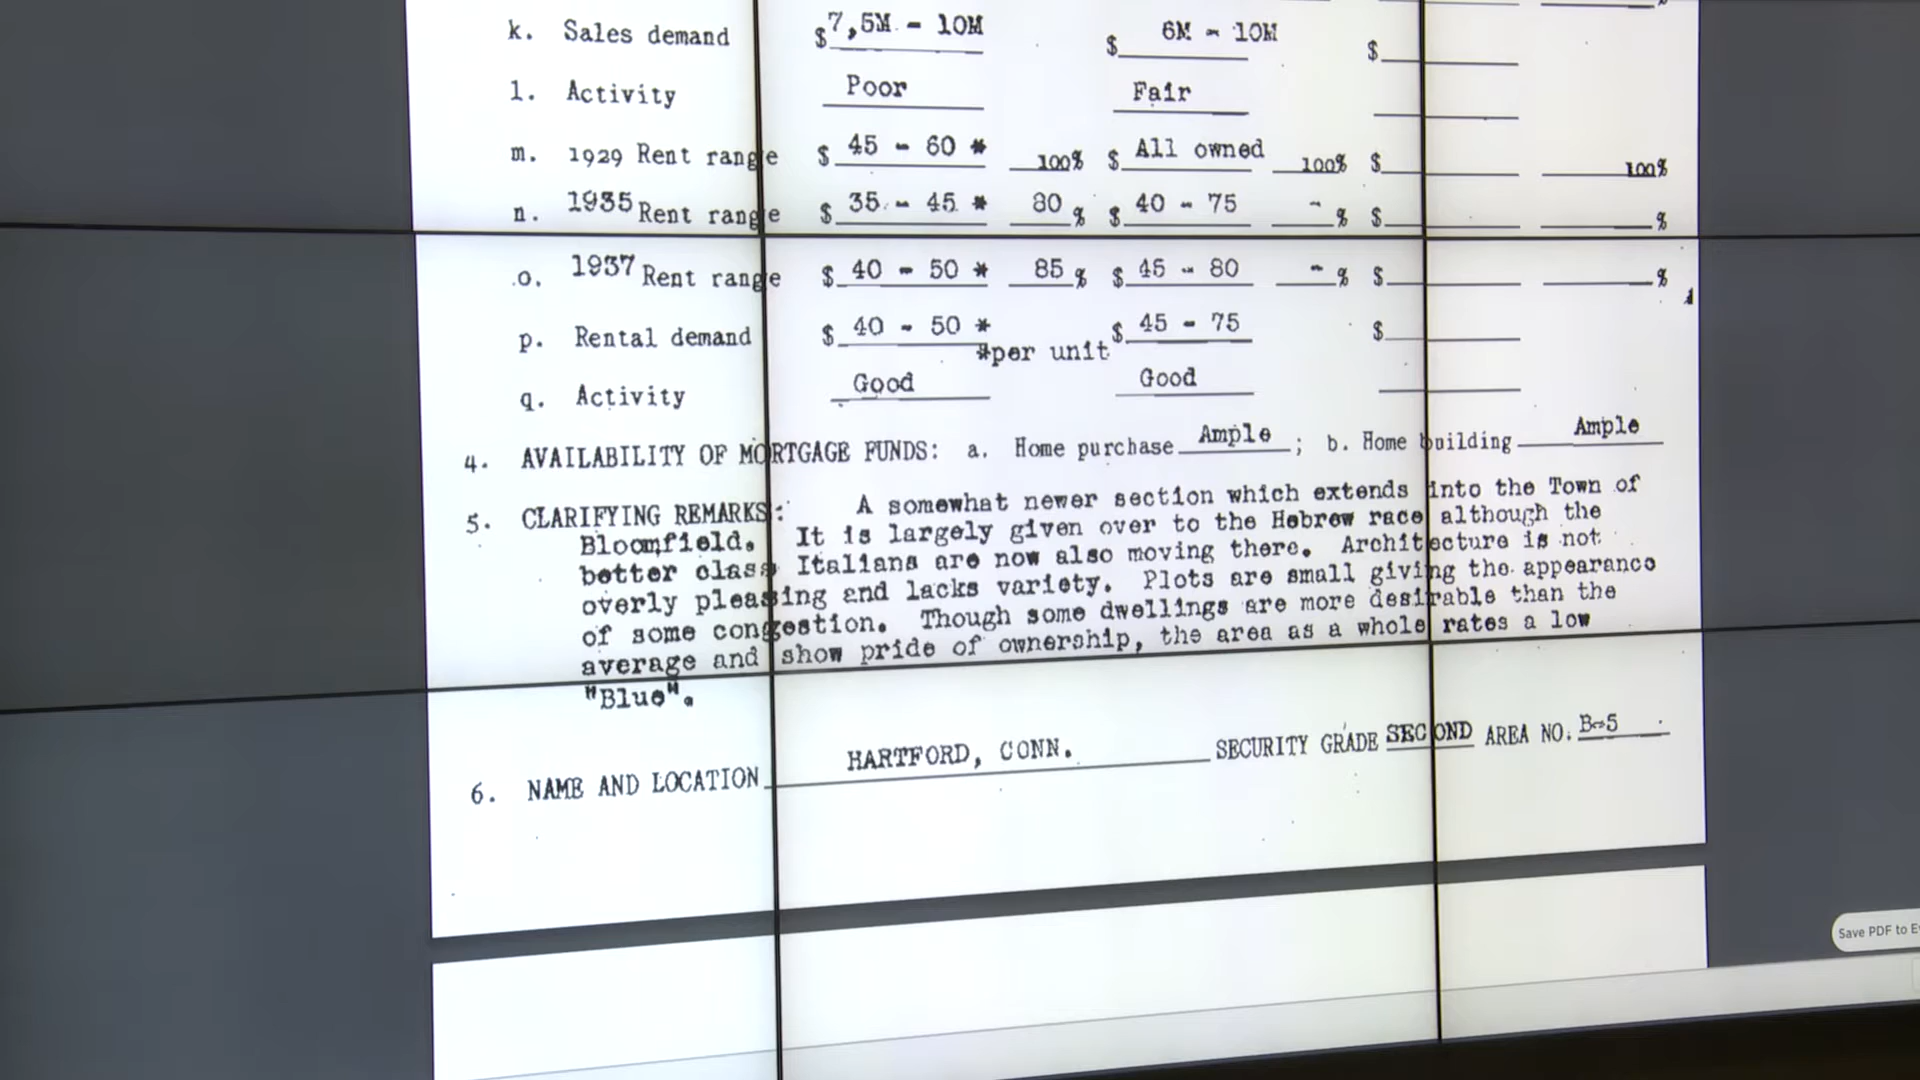 k. Sales demand $7,5M - 10M $ 6M - 10M $
l. Activity Poor Fair
m. 1929 Rent range $ 45 - 60 * 100% $ All owned 100% $ 100%
n. 1935 Rent range $ 35 - 45 * 80 % $ 40 - 75 - % $ %
o. 1937 Rent range $ 40 - 50 * 85 % $ 45 - 80 - % $ %
p. Rental demand $ 40 - 50 * $ 45 - 75 $
*per unit
q. Activity Good Good
4. AVAILABILITY OF MORTGAGE FUNDS: a. Home purchase Ample ; b. Home building Ample
5. CLARIFYING REMARKS: A somewhat newer section which extends into the Town of
Bloomfield. It is largely given over to the Hebrew race although the
better class Italians are now also moving there. Architecture is not
overly pleasing and lacks variety. Plots are small giving the appearance
of some congestion. Though some dwellings are more desirable than the
average and show pride of ownership, the area as a whole rates a low
"Blue".
6. NAME AND LOCATION HARTFORD, CONN. SECURITY GRADE SECOND AREA NO. B-5
Save PDF to